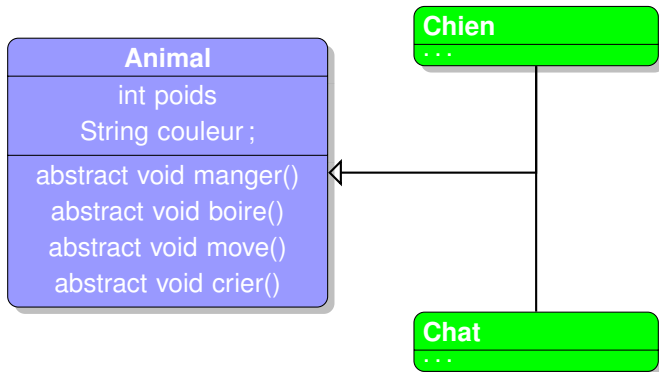 Animal
int poids
String couleur ;
abstract void manger()
abstract void boire()
abstract void move()
abstract void crier()
Chien
. . .
Chat
. . .